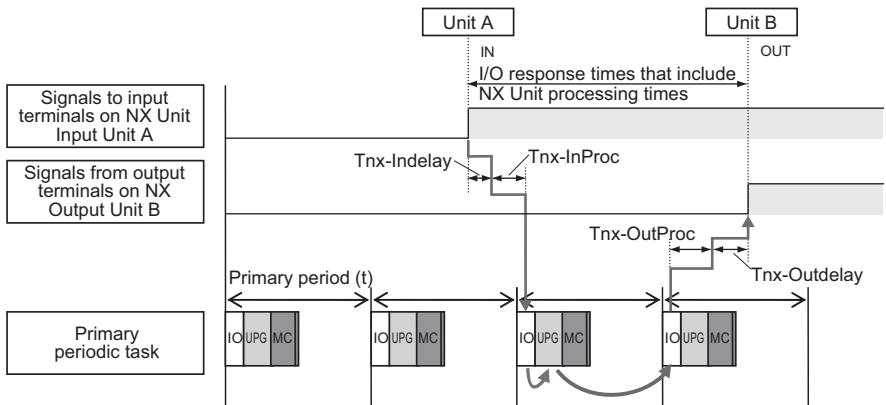 Unit A
Unit B
IN
OUT
I/O response times that include
NX Unit processing times
Signals to input
terminals on NX Unit
Input Unit A
Tnx-Indelay
Tnx-InProc
Signals from output
terminals on NX
Output Unit B
Tnx-OutProc
Tnx-Outdelay
Primary period (t)
Primary
periodic task
IO UPG MC
IO UPG MC
IO UPG MC
IO UPG MC